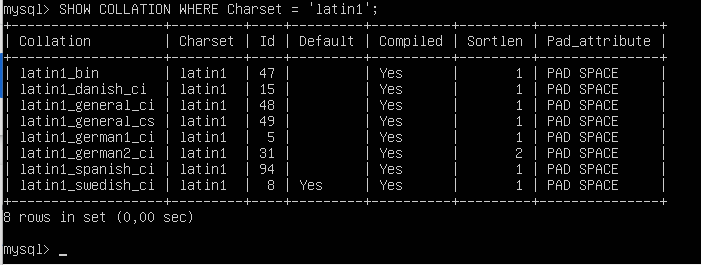 mysql> SHOW COLLATION WHERE Charset = 'latin1';
+-------------------+---------+----+---------+----------+---------+---------------+
| Collation         | Charset | Id | Default | Compiled | Sortlen | Pad_attribute |
+-------------------+---------+----+---------+----------+---------+---------------+
| latin1_bin        | latin1  | 47 |         | Yes      |       1 | PAD SPACE     |
| latin1_danish_ci  | latin1  | 15 |         | Yes      |       1 | PAD SPACE     |
| latin1_general_ci | latin1  | 48 |         | Yes      |       1 | PAD SPACE     |
| latin1_general_cs | latin1  | 49 |         | Yes      |       1 | PAD SPACE     |
| latin1_german1_ci | latin1  |  5 |         | Yes      |       1 | PAD SPACE     |
| latin1_german2_ci | latin1  | 31 |         | Yes      |       2 | PAD SPACE     |
| latin1_spanish_ci | latin1  | 94 |         | Yes      |       1 | PAD SPACE     |
| latin1_swedish_ci | latin1  |  8 | Yes     | Yes      |       1 | PAD SPACE     |
+-------------------+---------+----+---------+----------+---------+---------------+
8 rows in set (0,00 sec)
mysql> _